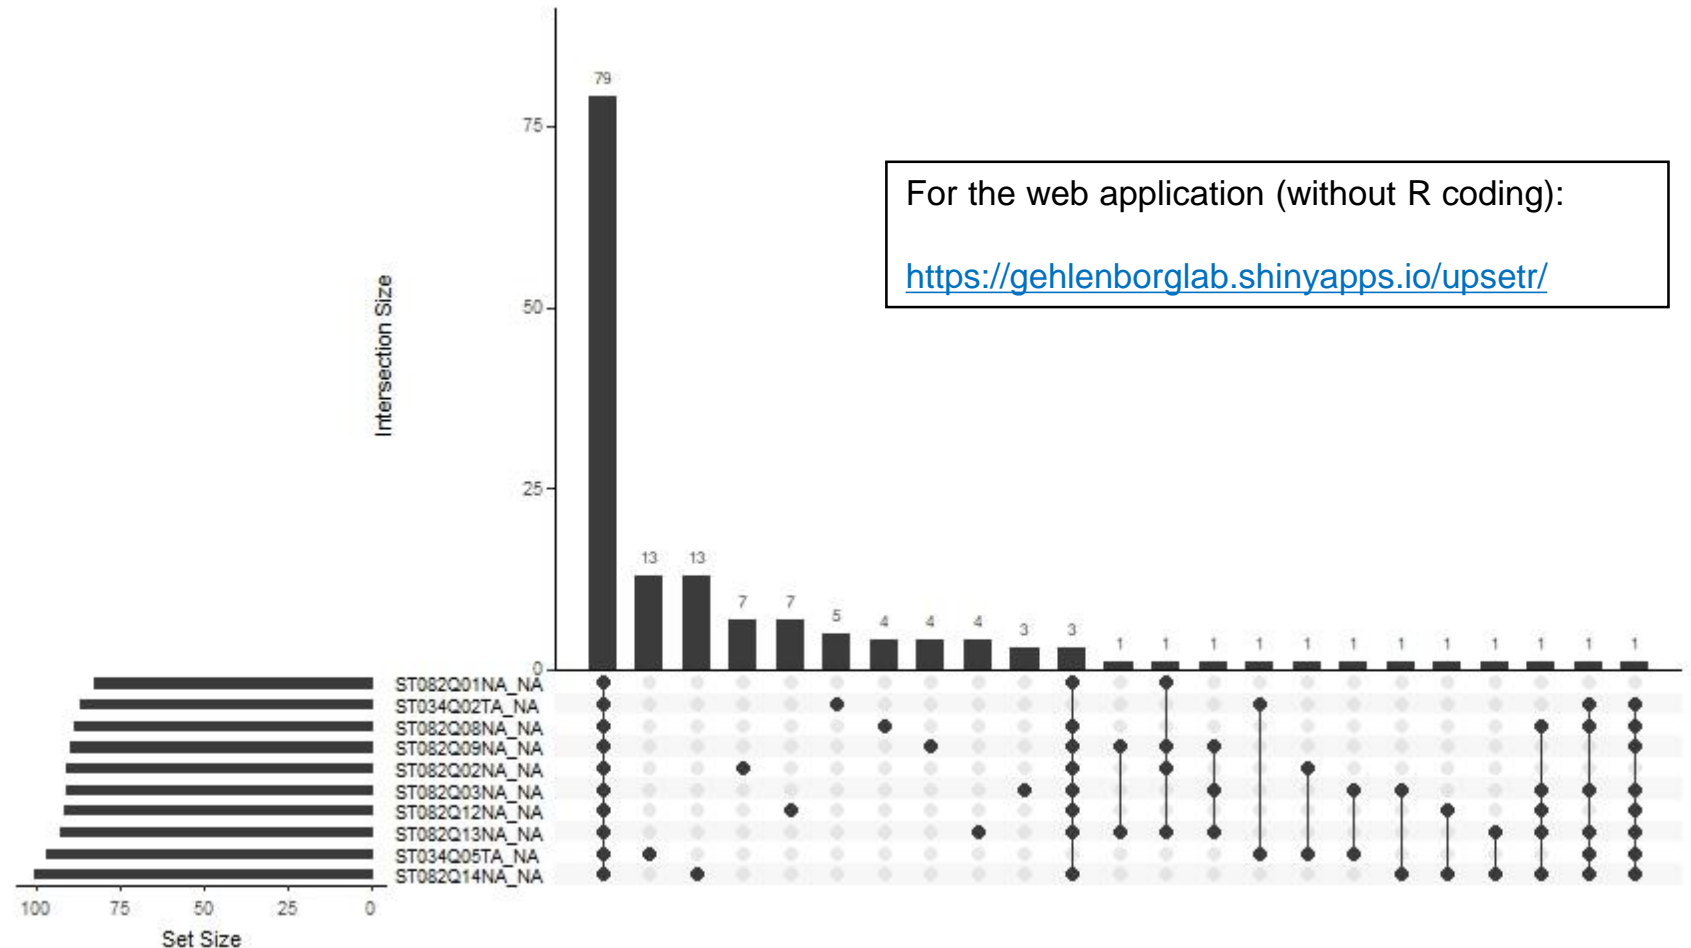 79
75
For the web application (without R coding):
https://gehlenborglab.shinyapps.io/upsetr/
Intersection Size
50
25
13 13 7 7 5 4 4 4 3 3 1 1 1 1 1 1 1 1 1 1 1 1
0
ST082Q01NA_NA
ST034Q02TA_NA
ST082Q08NA_NA
ST082Q09NA_NA
ST082Q02NA_NA
ST082Q03NA_NA
ST082Q12NA_NA
ST082Q13NA_NA
ST034Q05TA_NA
ST082Q14NA_NA
100 75 50 25 0
Set Size